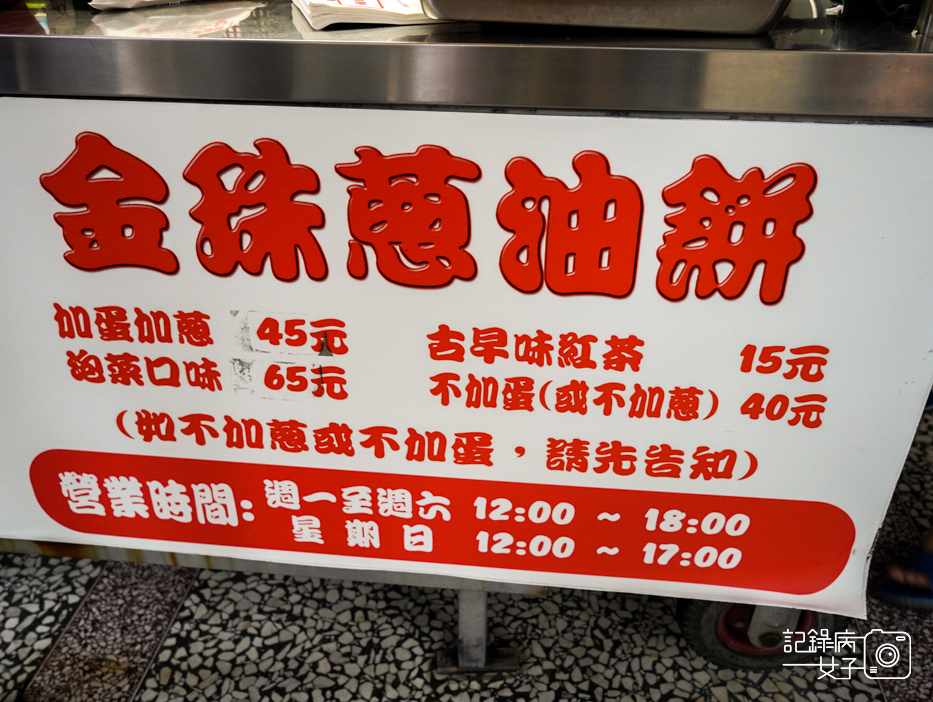 金銖蔥油餅
加蛋加蔥 45元
泡菜口味 65元
古早味紅茶 15元
不加蛋(或不加蔥) 40元
(如不加蔥或不加蛋，請先告知)
營業時間:
週一至週六 12:00 ~ 18:00
星期日 12:00 ~ 17:00
記錄病
女子